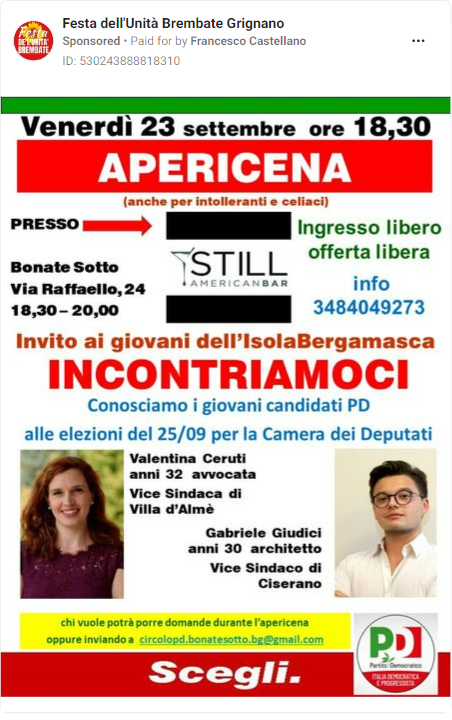 Festa dell'Unità Brembate Grignano
Sponsored • Paid for by Francesco Castellano
ID: 530243888818310
Festa
DE L'UNITA'
BREMBATE
Venerdì 23 settembre ore 18,30
APERICENA
(anche per intolleranti e celiaci)
PRESSO
STILL
AMERICANBAR
Ingresso libero
offerta libera
info
3484049273
Bonate Sotto
Via Raffaello, 24
18,30 – 20,00
Invito ai giovani dell'IsolaBergamasca
INCONTRIAMOCI
Conosciamo i giovani candidati PD
alle elezioni del 25/09 per la Camera dei Deputati
Valentina Ceruti
anni 32 avvocata
Vice Sindaca di
Villa d'Almè
Gabriele Giudici
anni 30 architetto
Vice Sindaco di
Ciserano
chi vuole potrà porre domande durante l'apericena
oppure inviando a circolopd.bonatesotto.bg@gmail.com
Scegli.
PD
Partito Democratico
ITALIA DEMOCRATICA
E PROGRESSISTA